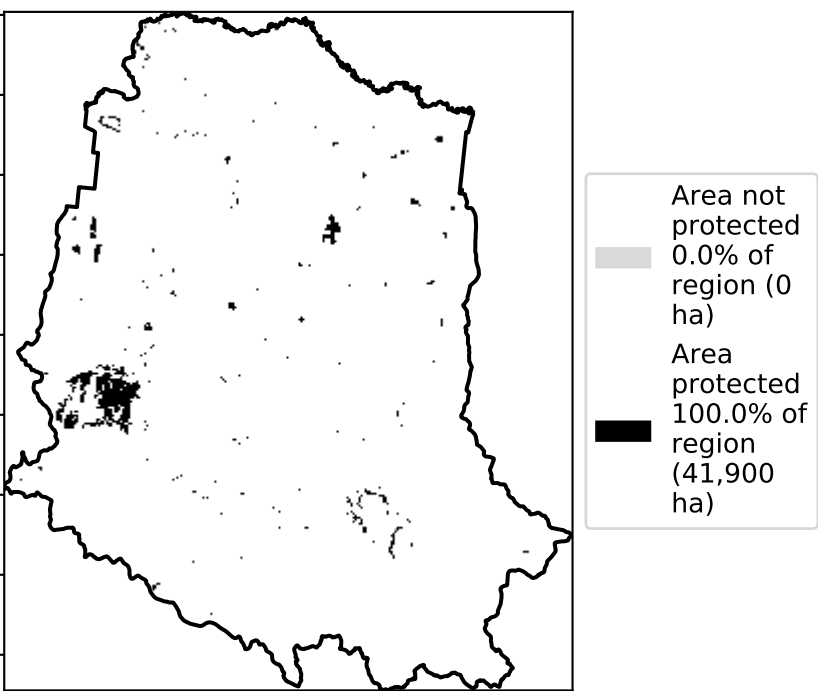 Area not
protected
0.0% of
region (0
ha)
Area
protected
100.0% of
region
(41,900
ha)